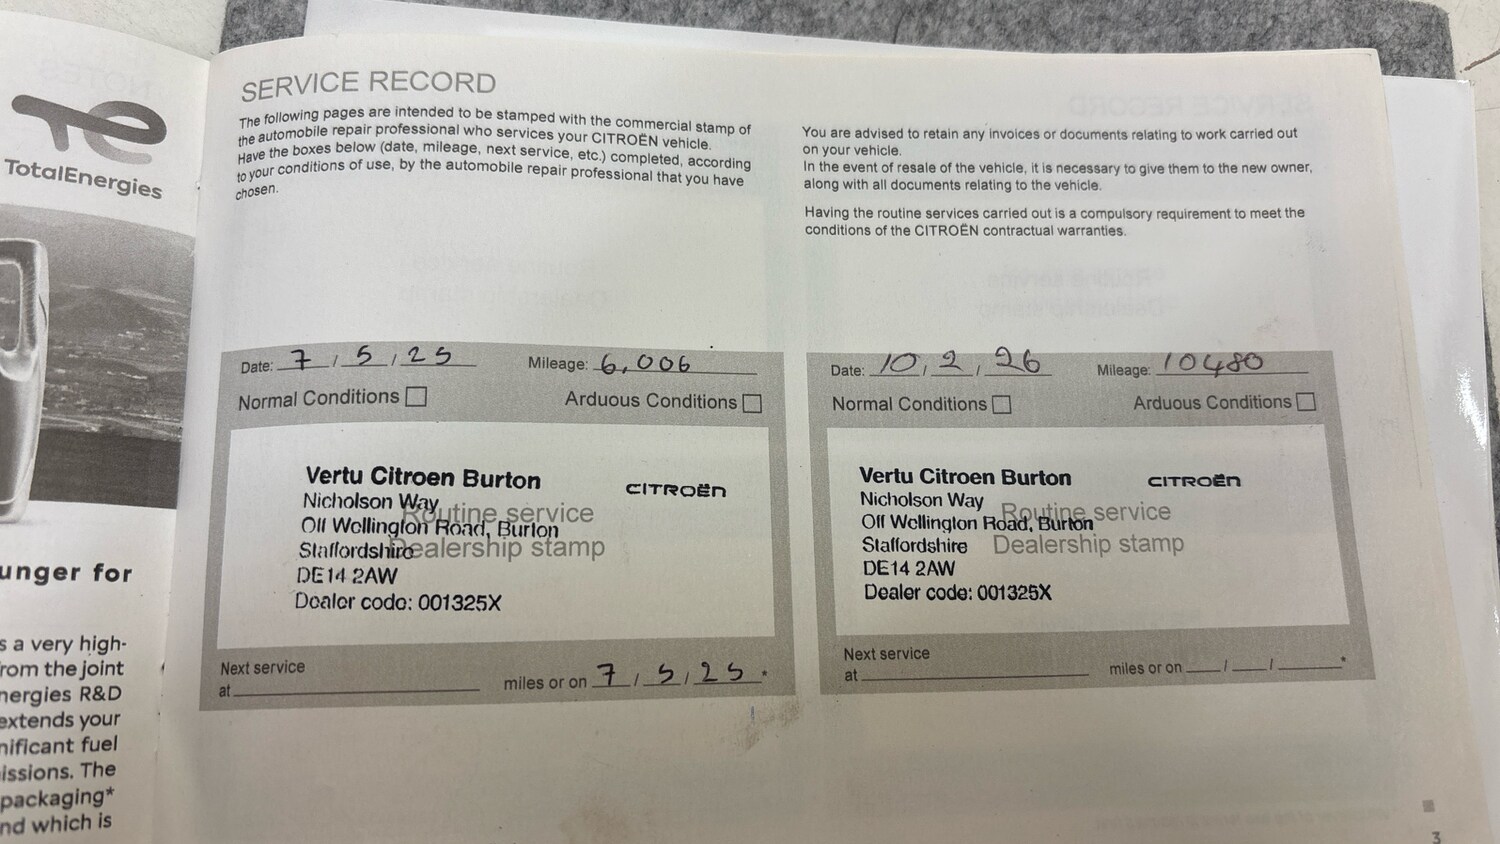 TotalEnergies
unger for
s a very high-
rom the joint
nergies R&D
extends your
nificant fuel
issions. The
packaging*
nd which is
SERVICE RECORD
The following pages are intended to be stamped with the commercial stamp of
the automobile repair professional who services your CITROËN vehicle.
Have the boxes below (date, mileage, next service, etc.) completed, according
to your conditions of use, by the automobile repair professional that you have
chosen.
Date: 7 / 5 / 25 Mileage: 6,006
Normal Conditions Arduous Conditions
Vertu Citroen Burton
CITROËN
Nicholson Way
Routine service
Off Wellington Road, Burton
Staffordshire
Dealership stamp
DE14 2AW
Dealer code: 001325X
Next service
at miles or on 7 / 5 / 25 *
You are advised to retain any invoices or documents relating to work carried out
on your vehicle.
In the event of resale of the vehicle, it is necessary to give them to the new owner,
along with all documents relating to the vehicle.
Having the routine services carried out is a compulsory requirement to meet the
conditions of the CITROËN contractual warranties.
Date: 10 / 2 / 26 Mileage: 10480
Normal Conditions Arduous Conditions
Vertu Citroen Burton
CITROËN
Nicholson Way
Routine service
Off Wellington Road, Burton
Staffordshire
Dealership stamp
DE14 2AW
Dealer code: 001325X
Next service
at miles or on / / *
3